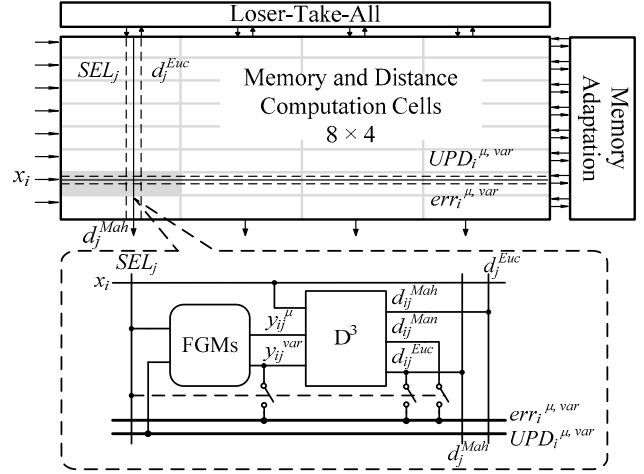 Loser-Take-All
SEL_j d_j^Euc
Memory and Distance
Computation Cells
8 × 4
Memory
Adaptation
UPD_i^μ, var
x_i
err_i^μ, var
d_j^Mah
SEL_j
d_j^Euc
x_i
d_ij^Mah
y_ij^μ
d_ij^Man
FGMs
D^3
y_ij^var
d_ij^Euc
err_i^μ, var
UPD_i^μ, var
d_j^Mah